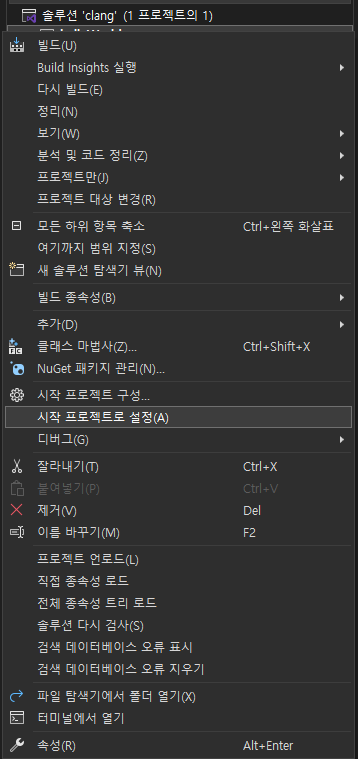 솔루션 'clang' (1 프로젝트의 1)
빌드(U)
Build Insights 실행
다시 빌드(E)
정리(N)
보기(W)
분석 및 코드 정리(Z)
프로젝트만(J)
프로젝트 대상 변경(R)
모든 하위 항목 축소 Ctrl+왼쪽 화살표
여기까지 범위 지정(S)
새 솔루션 탐색기 뷰(N)
빌드 종속성(B)
추가(D)
클래스 마법사(Z)... Ctrl+Shift+X
NuGet 패키지 관리(N)...
시작 프로젝트 구성...
시작 프로젝트로 설정(A)
디버그(G)
잘라내기(T) Ctrl+X
붙여넣기(P) Ctrl+V
제거(V) Del
이름 바꾸기(M) F2
프로젝트 언로드(L)
직접 종속성 로드
전체 종속성 트리 로드
솔루션 다시 검사(S)
검색 데이터베이스 오류 표시
검색 데이터베이스 오류 지우기
파일 탐색기에서 폴더 열기(X)
터미널에서 열기
속성(R) Alt+Enter